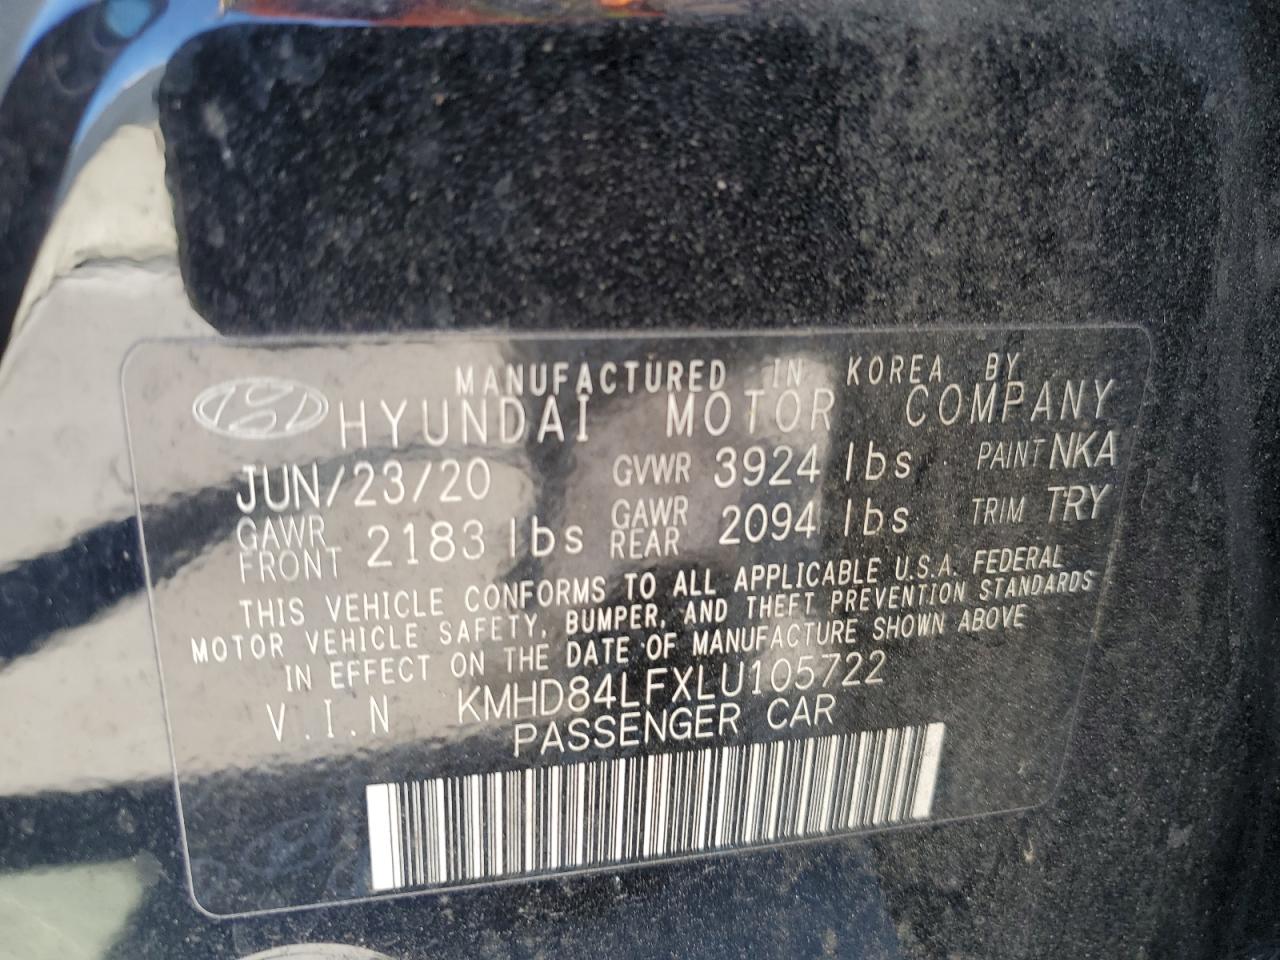 MANUFACTURED IN KOREA BY
HYUNDAI MOTOR COMPANY
JUN/23/20 GVWR 3924 lbs PAINT NKA
GAWR FRONT 2183 lbs GAWR REAR 2094 lbs TRIM TRY
THIS VEHICLE CONFORMS TO ALL APPLICABLE U.S.A. FEDERAL
MOTOR VEHICLE SAFETY, BUMPER, AND THEFT PREVENTION STANDARDS
IN EFFECT ON THE DATE OF MANUFACTURE SHOWN ABOVE
V.I.N KMHD84LFXLU105722
PASSENGER CAR